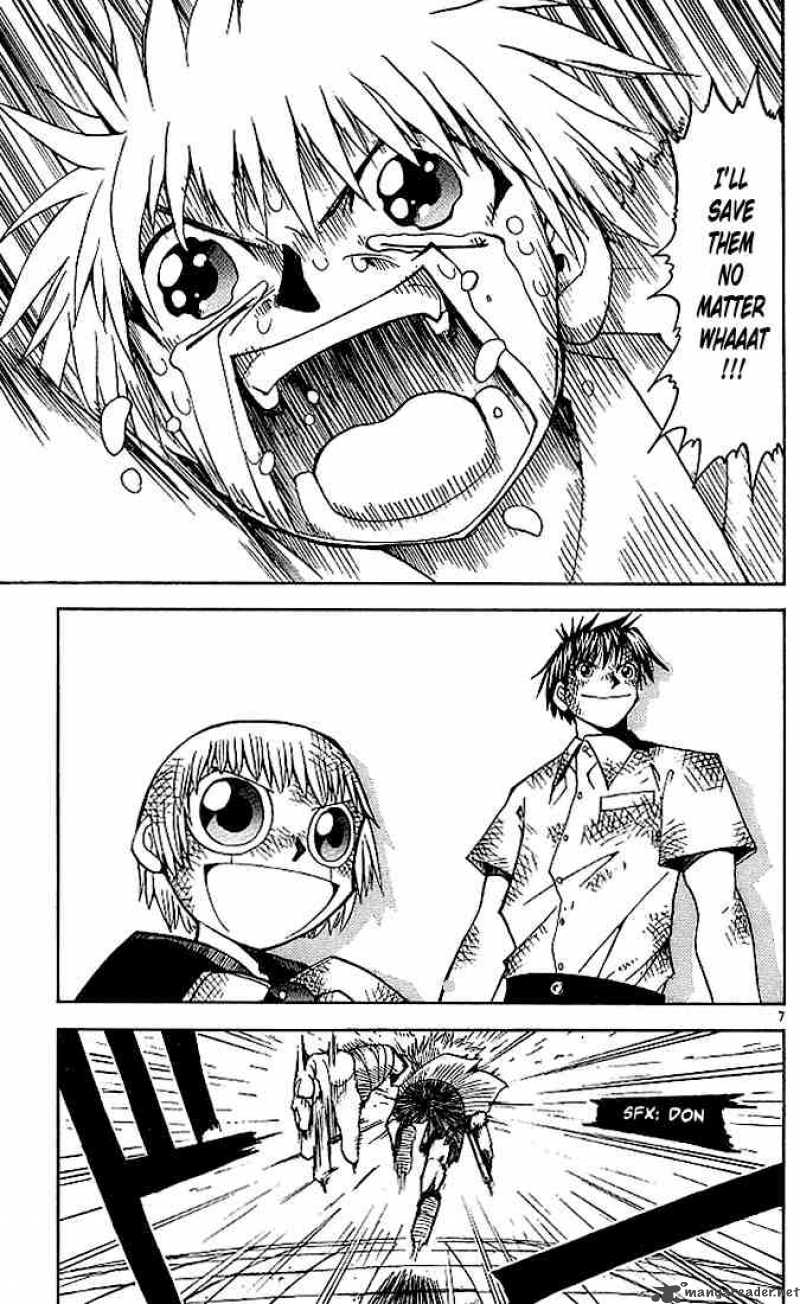 I'LL
SAVE
THEM
NO
MATTER
WHAAAT
!!!
7
SFX: DON
mangareader.net